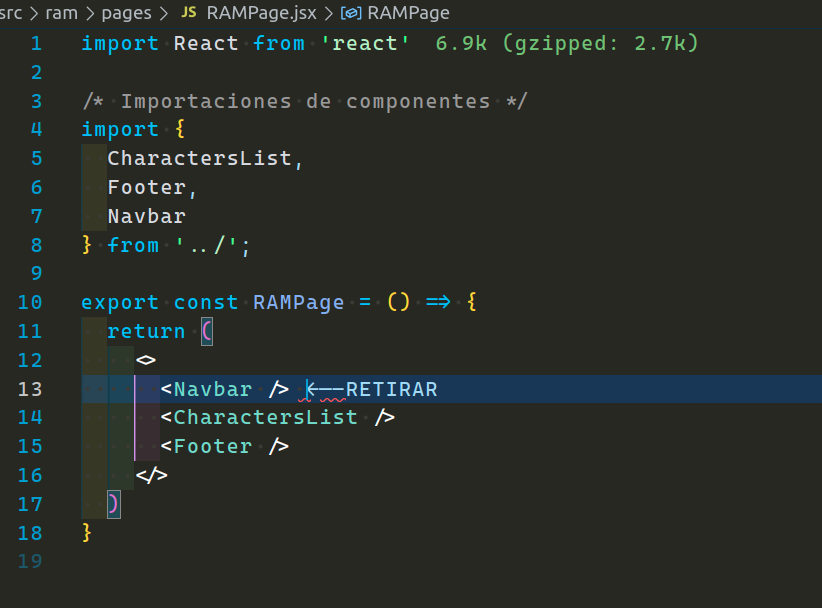 src > ram > pages > JS RAMPage.jsx > RAMPage
1 import React from 'react' 6.9k (gzipped: 2.7k)
2
3 /* Importaciones de componentes */
4 import {
5 CharactersList,
6 Footer,
7 Navbar
8 } from '../';
9
10 export const RAMPage = () => {
11 return (
12 <>
13 <Navbar /> <---RETIRAR
14 <CharactersList />
15 <Footer />
16 </>
17 )
18 }
19